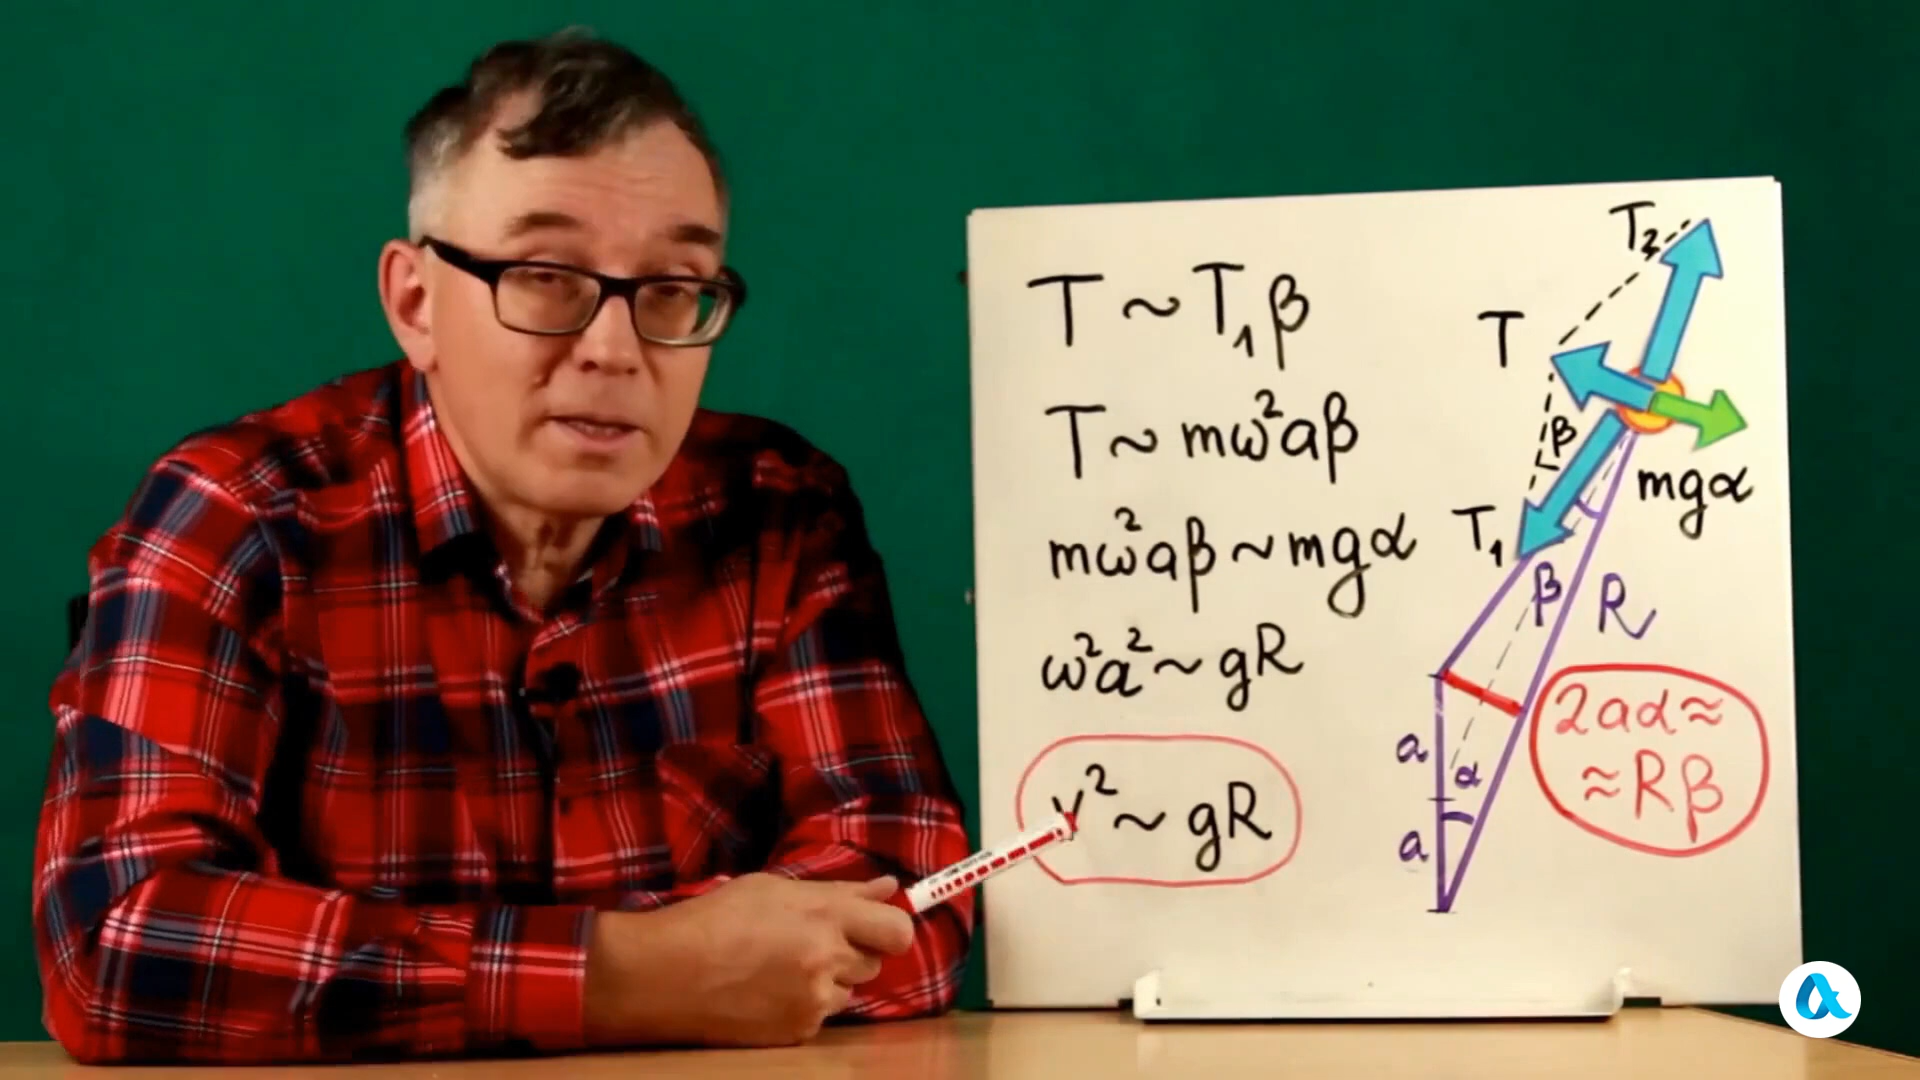 T ~ T₁β
T ~ mω²aβ
mω²aβ ~ mgα
ω²a² ~ gR
v² ~ gR
T₂
T
β
mgα
T₁
β
R
2aα ≈
≈ Rβ
a
α
a